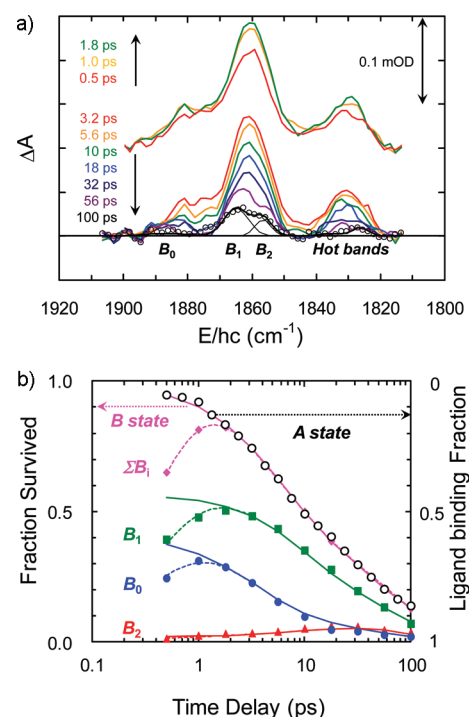 a)
1.8 ps
1.0 ps
0.5 ps
0.1 mOD
3.2 ps
5.6 ps
10 ps
18 ps
32 ps
56 ps
100 ps
ΔA
B0 B1 B2 Hot bands
1920 1900 1880 1860 1840 1820 1800
E/hc (cm-1)
b)
1.0 0
B state A state
ΣBi
0.5 0.5
B1
B0
B2
0.0 1
Fraction Survived
Ligand binding Fraction
0.1 1 10 100
Time Delay (ps)